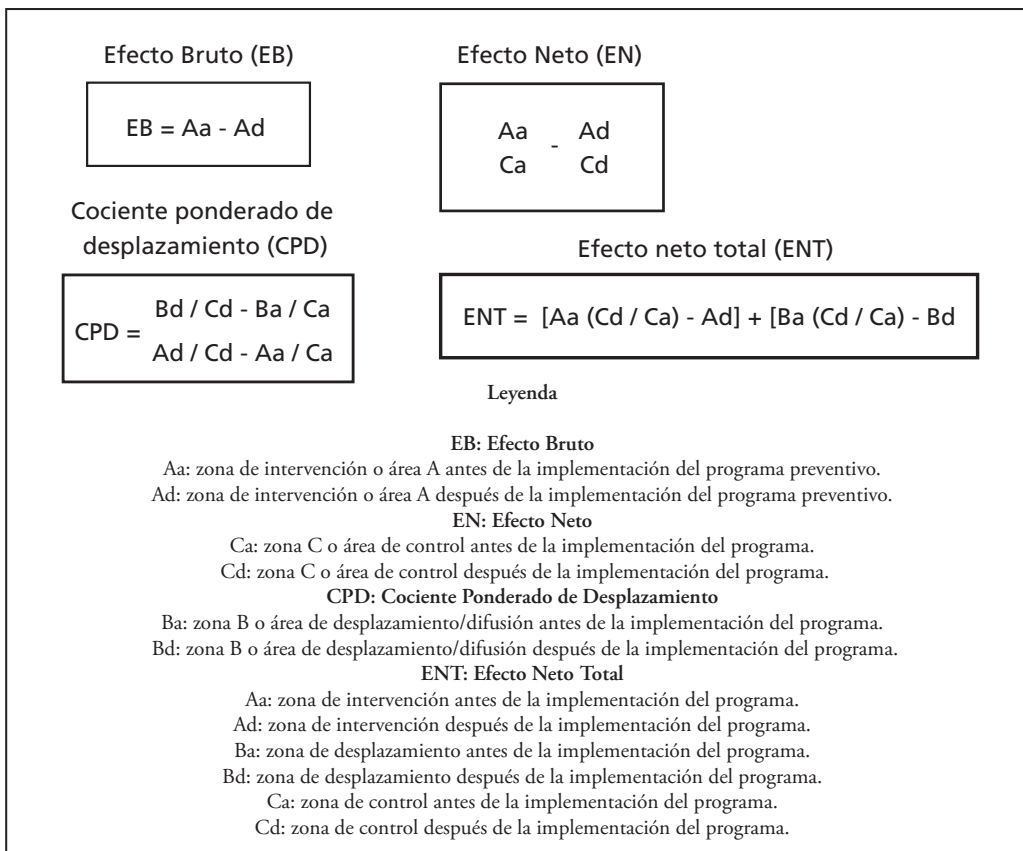 Efecto Bruto (EB)
EB = Aa - Ad
Efecto Neto (EN)
Aa - Ad
Ca   Cd
Cociente ponderado de
desplazamiento (CPD)
CPD = Bd / Cd - Ba / Ca
Ad / Cd - Aa / Ca
Efecto neto total (ENT)
ENT = [Aa (Cd / Ca) - Ad] + [Ba (Cd / Ca) - Bd
Leyenda
EB: Efecto Bruto
Aa: zona de intervención o área A antes de la implementación del programa preventivo.
Ad: zona de intervención o área A después de la implementación del programa preventivo.
EN: Efecto Neto
Ca: zona C o área de control antes de la implementación del programa.
Cd: zona C o área de control después de la implementación del programa.
CPD: Cociente Ponderado de Desplazamiento
Ba: zona B o área de desplazamiento/difusión antes de la implementación del programa.
Bd: zona B o área de desplazamiento/difusión después de la implementación del programa.
ENT: Efecto Neto Total
Aa: zona de intervención antes de la implementación del programa.
Ad: zona de intervención después de la implementación del programa.
Ba: zona de desplazamiento antes de la implementación del programa.
Bd: zona de desplazamiento después de la implementación del programa.
Ca: zona de control antes de la implementación del programa.
Cd: zona de control después de la implementación del programa.